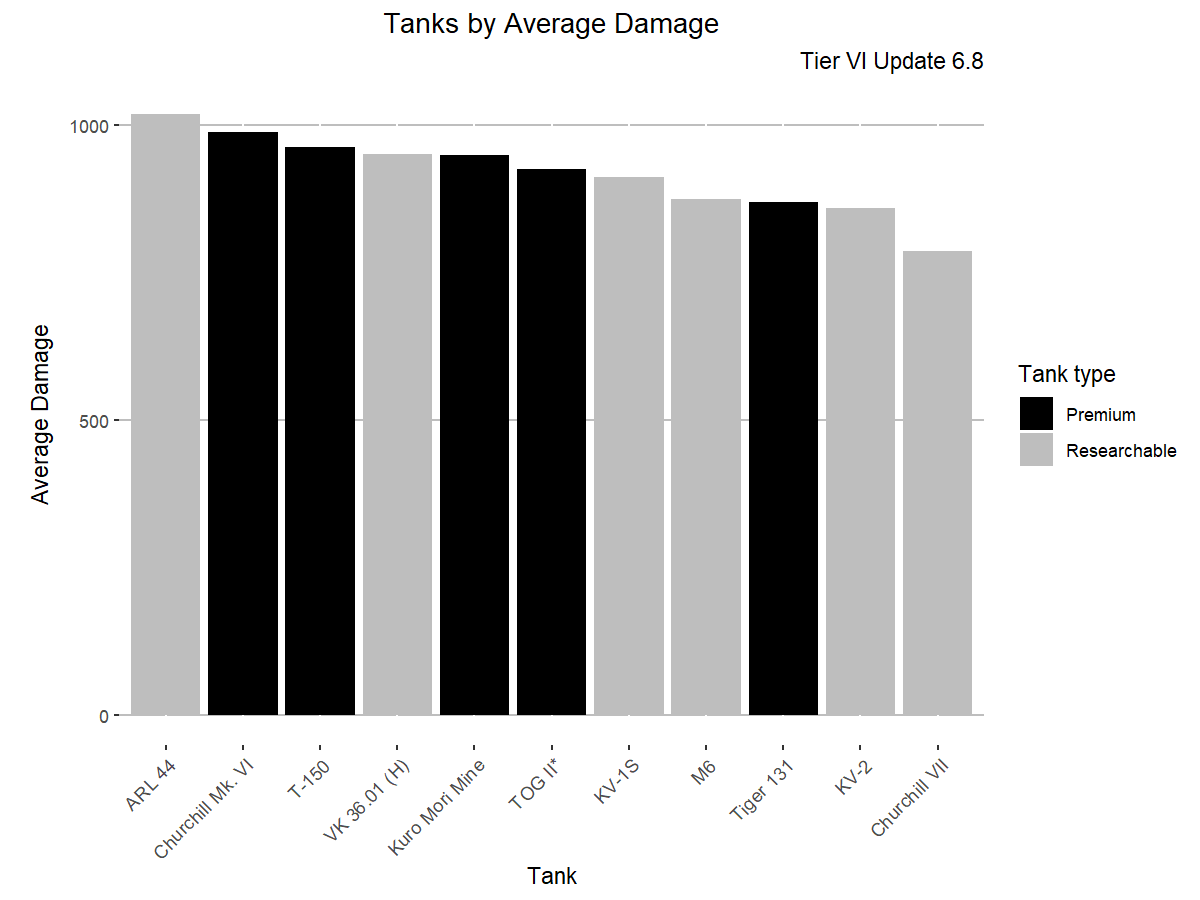 Tanks by Average Damage
Tier VI Update 6.8
Average Damage
1000
500
0
ARL 44
Churchill Mk. VI
T-150
VK 36.01 (H)
Kuro Mori Mine
TOG II*
KV-1S
M6
Tiger 131
KV-2
Churchill VII
Tank
Tank type
Premium
Researchable